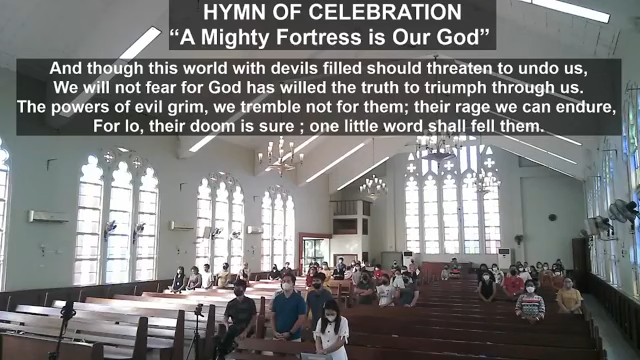 HYMN OF CELEBRATION
“A Mighty Fortress is Our God”
And though this world with devils filled should threaten to undo us,
We will not fear for God has willed the truth to triumph through us.
The powers of evil grim, we tremble not for them; their rage we can endure,
For lo, their doom is sure ; one little word shall fell them.